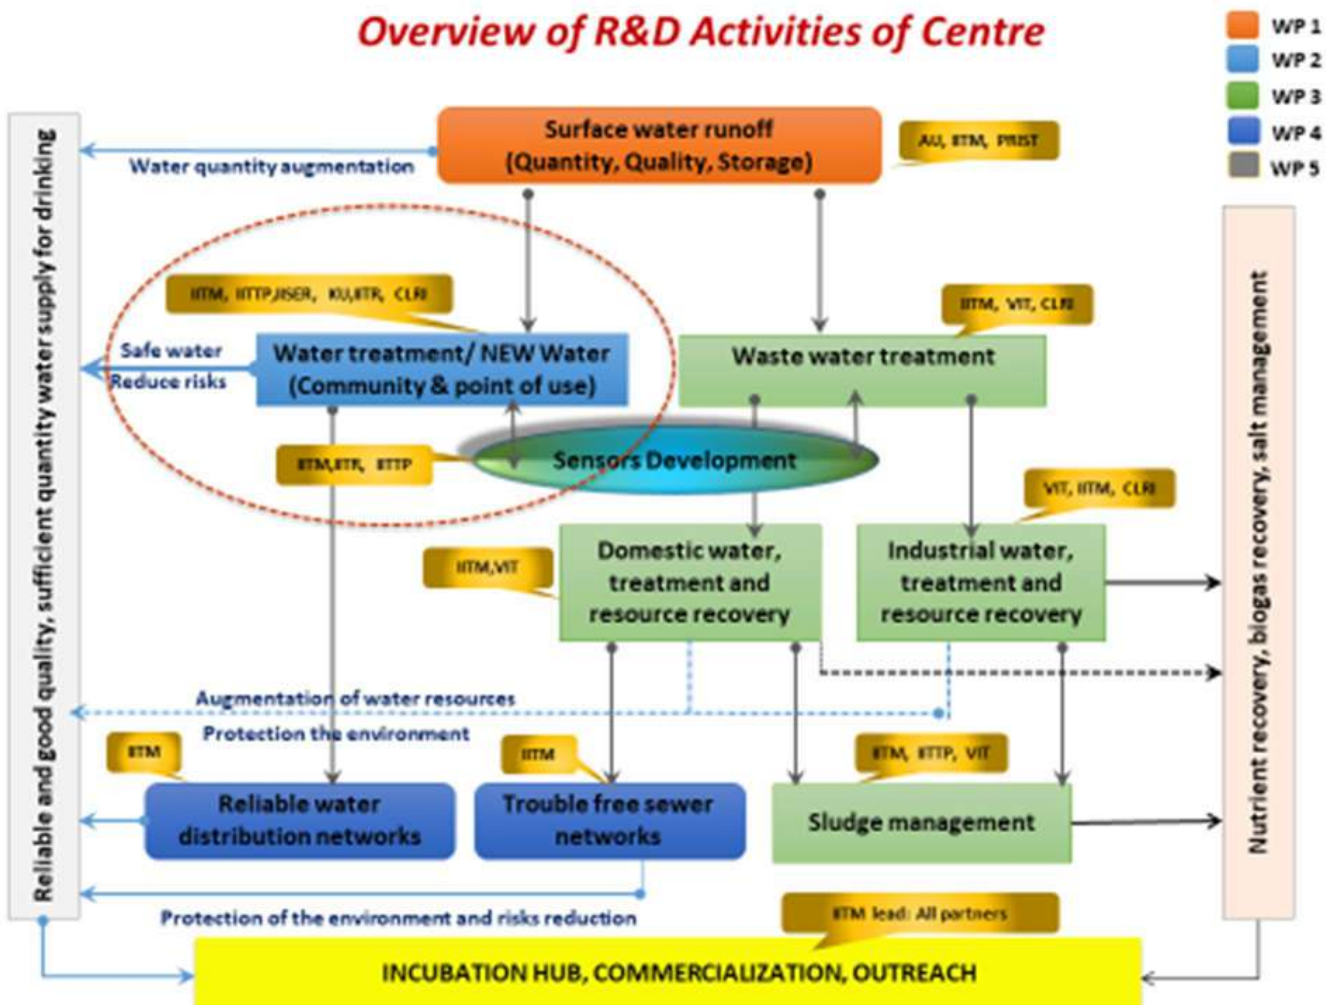 Overview of R&D Activities of Centre
WP 1
WP 2
WP 3
WP 4
WP 5
Surface water runoff
(Quantity, Quality, Storage)
AU, IITM, PRIST
Water quantity augmentation
Reliable and good quality, sufficient quantity water supply for drinking
IITM, IITTP,IISER, KU,IITR, CLRI
IITM, VIT, CLRI
Water treatment/ NEW Water
(Community & point of use)
Waste water treatment
Safe water
Reduce risks
IITM,IITR, IITTP
Sensors Development
VIT, IITM, CLRI
IITM,VIT
Domestic water,
treatment and
resource recovery
Industrial water,
treatment and
resource recovery
Nutrient recovery, biogas recovery, salt management
Augmentation of water resources
Protection the environment
IITM
IITM
IITM, IITTP, VIT
Reliable water
distribution networks
Trouble free sewer
networks
Sludge management
Protection of the environment and risks reduction
IITM lead: All partners
INCUBATION HUB, COMMERCIALIZATION, OUTREACH